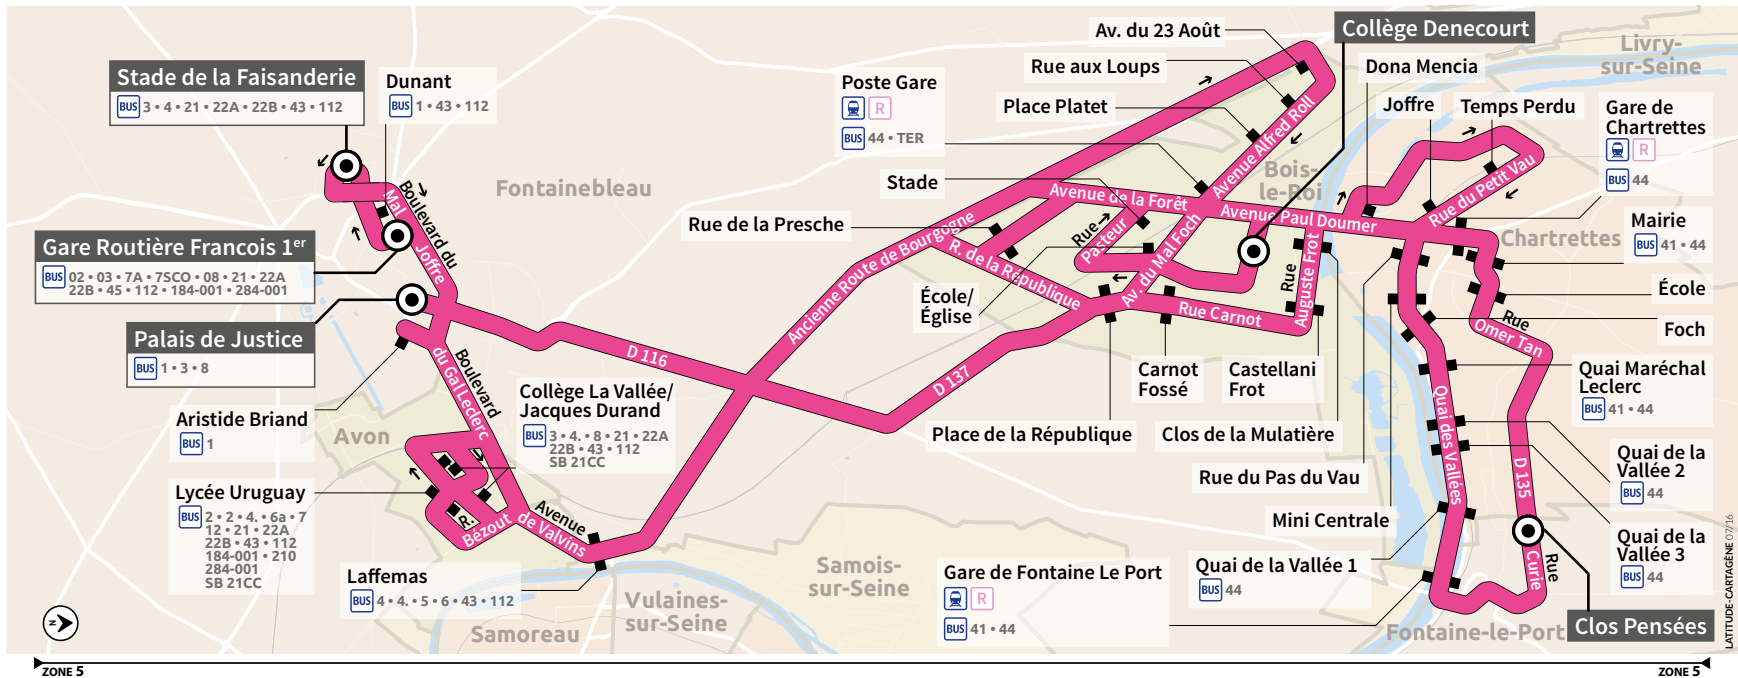 Stade de la Faisanderie
BUS 3 • 4 • 21 • 22A • 22B • 43 • 112
Dunant
BUS 1 • 43 • 112
Gare Routière Francois 1er
BUS 02 • 03 • 7A • 7SCO • 08 • 21 • 22A
22B • 45 • 112 • 184-001 • 284-001
Palais de Justice
BUS 1 • 3 • 8
Aristide Briand
BUS 1
Lycée Uruguay
BUS 2 • 2 • 4. • 6a • 7
12 • 21 • 22A
22B • 43 • 112
184-001 • 210
284-001
SB 21CC
Collège La Vallée/
Jacques Durand
BUS 3 • 4. • 8 • 21 • 22A
22B • 43 • 112
SB 21CC
Laffemas
BUS 4 • 4. • 5 • 6 • 43 • 112
Boulevard du
Mal Joffre
Boulevard
du Gal Leclerc
R.
Bézout
Avenue
de Valvins
D 116
D 137
Ancienne Route de Bourgogne
Fontainebleau
Avon
Samoreau
Vulaines-
sur-Seine
Samois-
sur-Seine
Poste Gare
R
BUS 44 • TER
Stade
Rue de la Presche
École/
Église
Av. du 23 Août
Rue aux Loups
Place Platet
Collège Denecourt
Avenue Alfred Roll
Avenue de la Forêt
Avenue Paul Doumer
Rue
Pasteur
Av. du Mal Foch
R. de la République
Rue Carnot
Rue
Auguste Frot
Bois-
le-Roi
Carnot
Fossé
Castellani
Frot
Place de la République
Clos de la Mulatière
Rue du Pas du Vau
Mini Centrale
Quai de la Vallée 1
BUS 44
Gare de Fontaine Le Port
R
BUS 41 • 44
Livry-
sur-Seine
Dona Mencia
Joffre
Temps Perdu
Gare de
Chartrettes
R
BUS 44
Rue du Petit Vau
Chartrettes
Mairie
BUS 41 • 44
École
Foch
Rue
Omer Tan
Quai Maréchal
Leclerc
BUS 41 • 44
Quai des Vallées
D 135
Quai de la
Vallée 2
BUS 44
Quai de la
Vallée 3
BUS 44
Rue
Curie
Clos Pensées
Fontaine-le-Port
LATITUDE-CARTAGÈNE 07/16
N
ZONE 5
ZONE 5